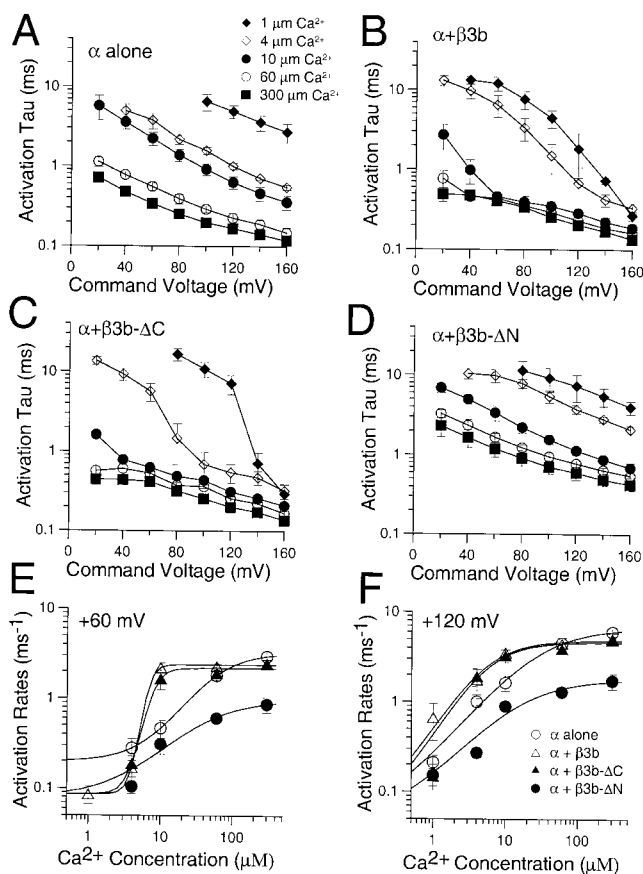 A
α alone
1 μm Ca²⁺
4 μm Ca²⁺
10 μm Ca²⁺
60 μm Ca²⁺
300 μm Ca²⁺
Activation Tau (ms)
10
1
0.1
0 40 80 120 160
Command Voltage (mV)
B
α+β3b
Activation Tau (ms)
10
1
0.1
0 40 80 120 160
Command Voltage (mV)
C
α+β3b-ΔC
Activation Tau (ms)
10
1
0.1
0 40 80 120 160
Command Voltage (mV)
D
α+β3b-ΔN
Activation Tau (ms)
10
1
0.1
0 40 80 120 160
Command Voltage (mV)
E
+60 mV
Activation Rates (ms⁻¹)
10
1
0.1
1 10 100
Ca²⁺ Concentration (μM)
F
+120 mV
Activation Rates (ms⁻¹)
10
1
0.1
α alone
α + β3b
α + β3b-ΔC
α + β3b-ΔN
1 10 100
Ca²⁺ Concentration (μM)